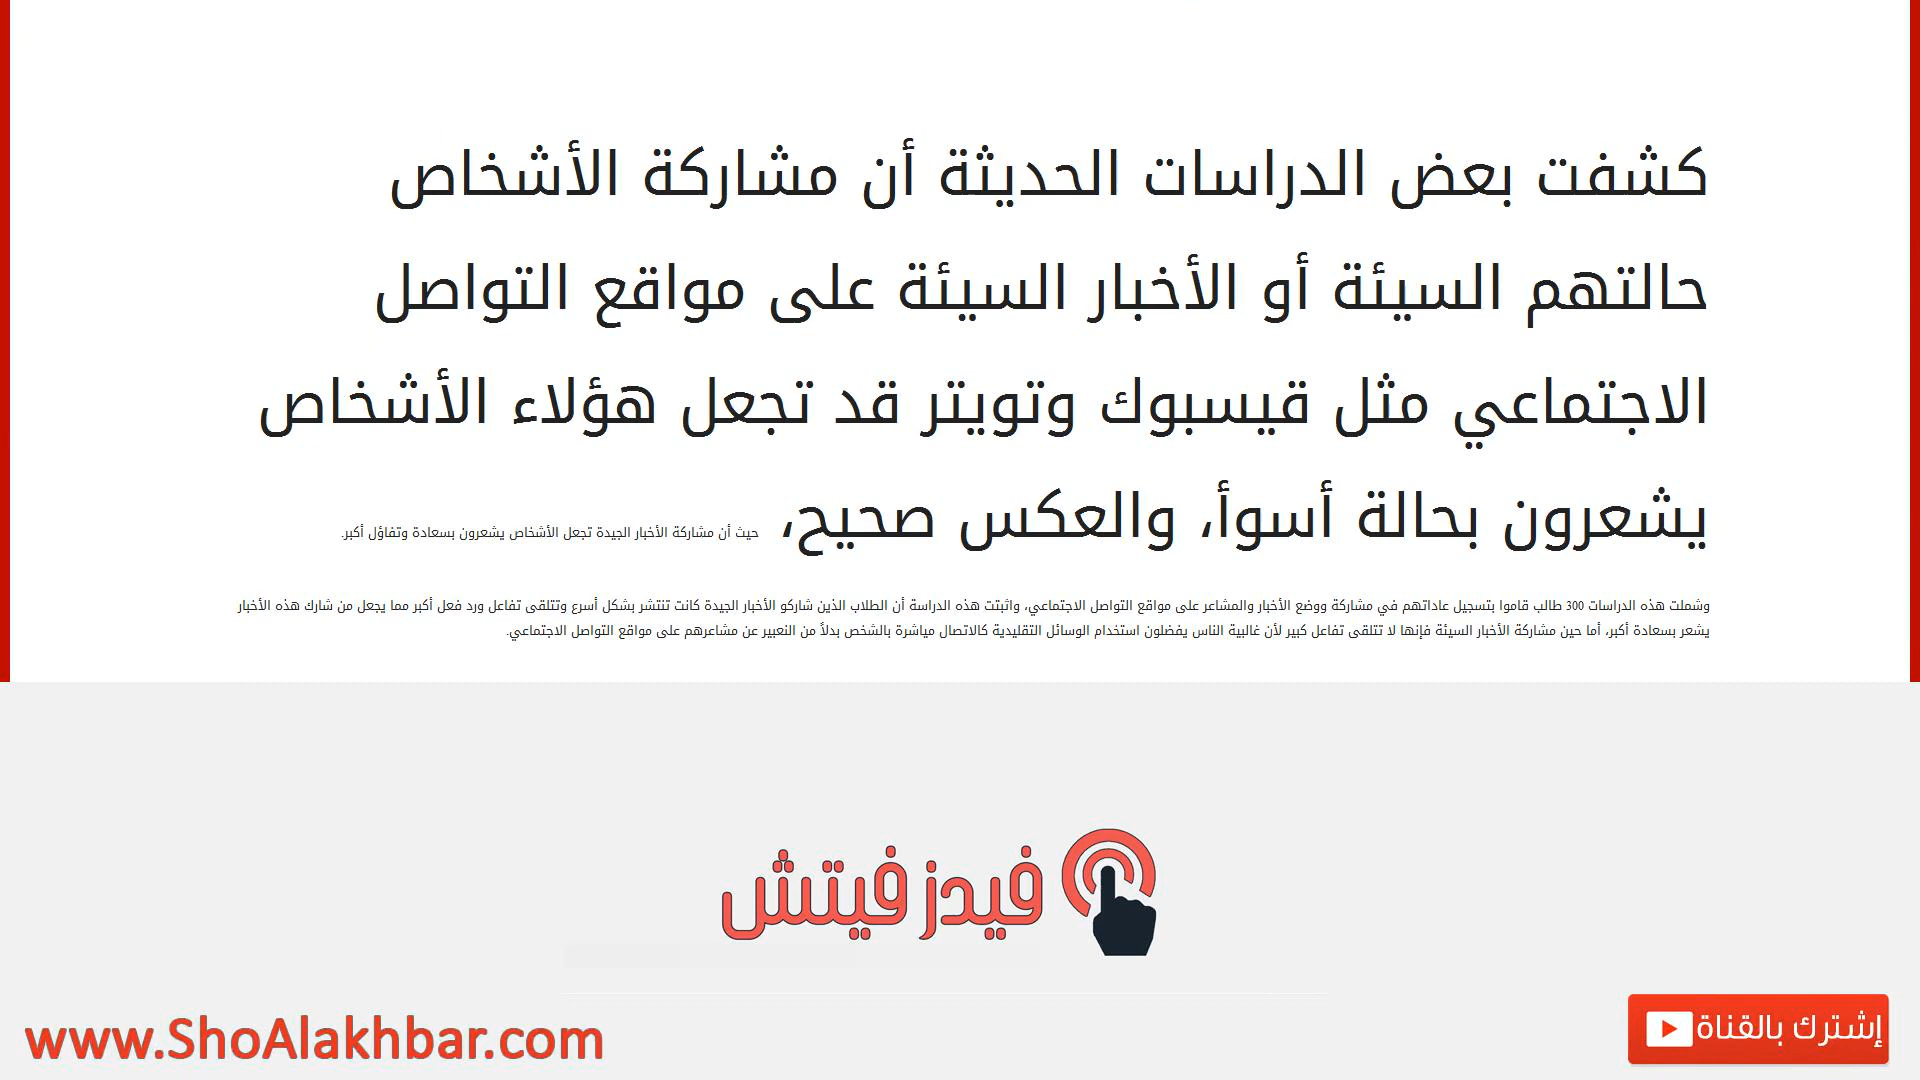 كشفت بعض الدراسات الحديثة أن مشاركة الأشخاص
حالتهم السيئة أو الأخبار السيئة على مواقع التواصل
الاجتماعي مثل قيسبوك وتويتر قد تجعل هؤلاء الأشخاص
يشعرون بحالة أسوأ، والعكس صحيح، حيث أن مشاركة الأخبار الجيدة تجعل الأشخاص يشعرون بسعادة وتفاؤل أكبر.
وشملت هذه الدراسات 300 طالب قاموا بتسجيل عاداتهم في مشاركة ووضع الأخبار والمشاعر على مواقع التواصل الاجتماعي، واثبتت هذه الدراسة أن الطلاب الذين شاركو الأخبار الجيدة كانت تنتشر بشكل أسرع وتتلقى تفاعل ورد فعل أكبر مما يجعل من شارك هذه الأخبار
يشعر بسعادة أكبر، أما حين مشاركة الأخبار السيئة فإنها لا تتلقى تفاعل كبير لأن غالبية الناس يفضلون استخدام الوسائل التقليدية كالاتصال مياشرة بالشخص بدلاً من النعبير عن مشاعرهم على مواقع التواصل الاجتماعي.
فيدز فيتش
www.ShoAlakhbar.com
إشترك بالقناة